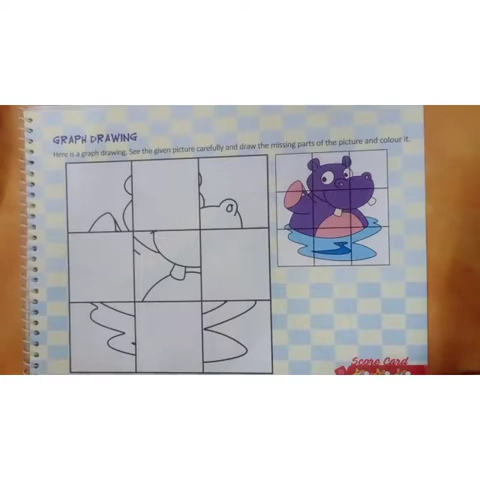 GRAPH DRAWING
Here is a graph drawing. See the given picture carefully and draw the missing parts of the picture and colour it.
Score Card